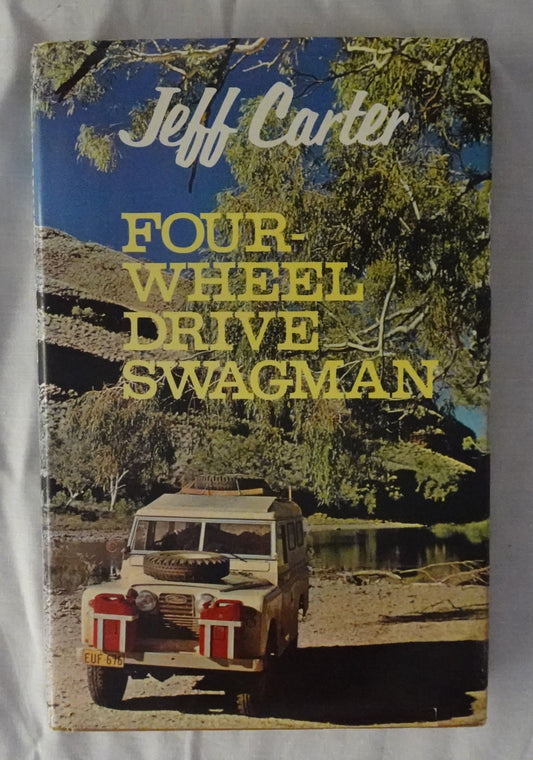 Jeff Carter
FOUR-
WHEEL
DRIVE
SWAGMAN
EUF 676